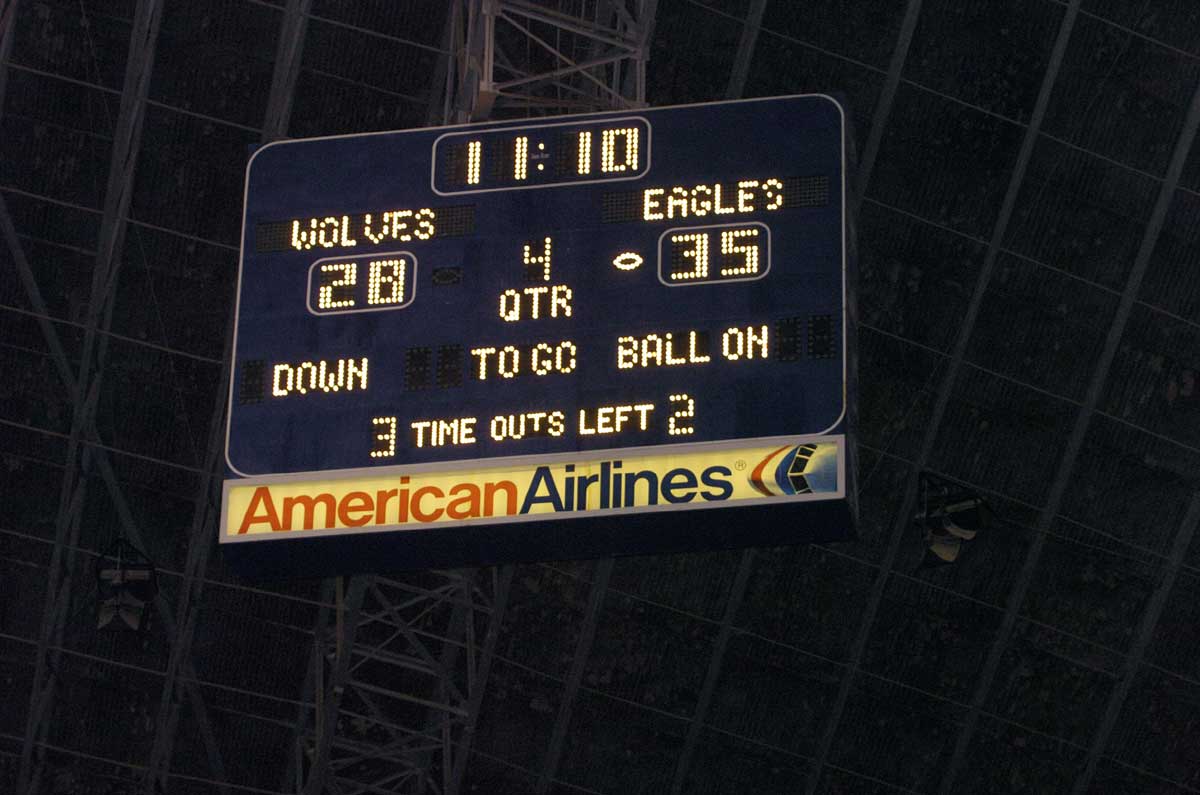 11:10
WOLVES EAGLES
28 4 35
QTR
DOWN TO GO BALL ON
3 TIME OUTS LEFT 2
AmericanAirlines®